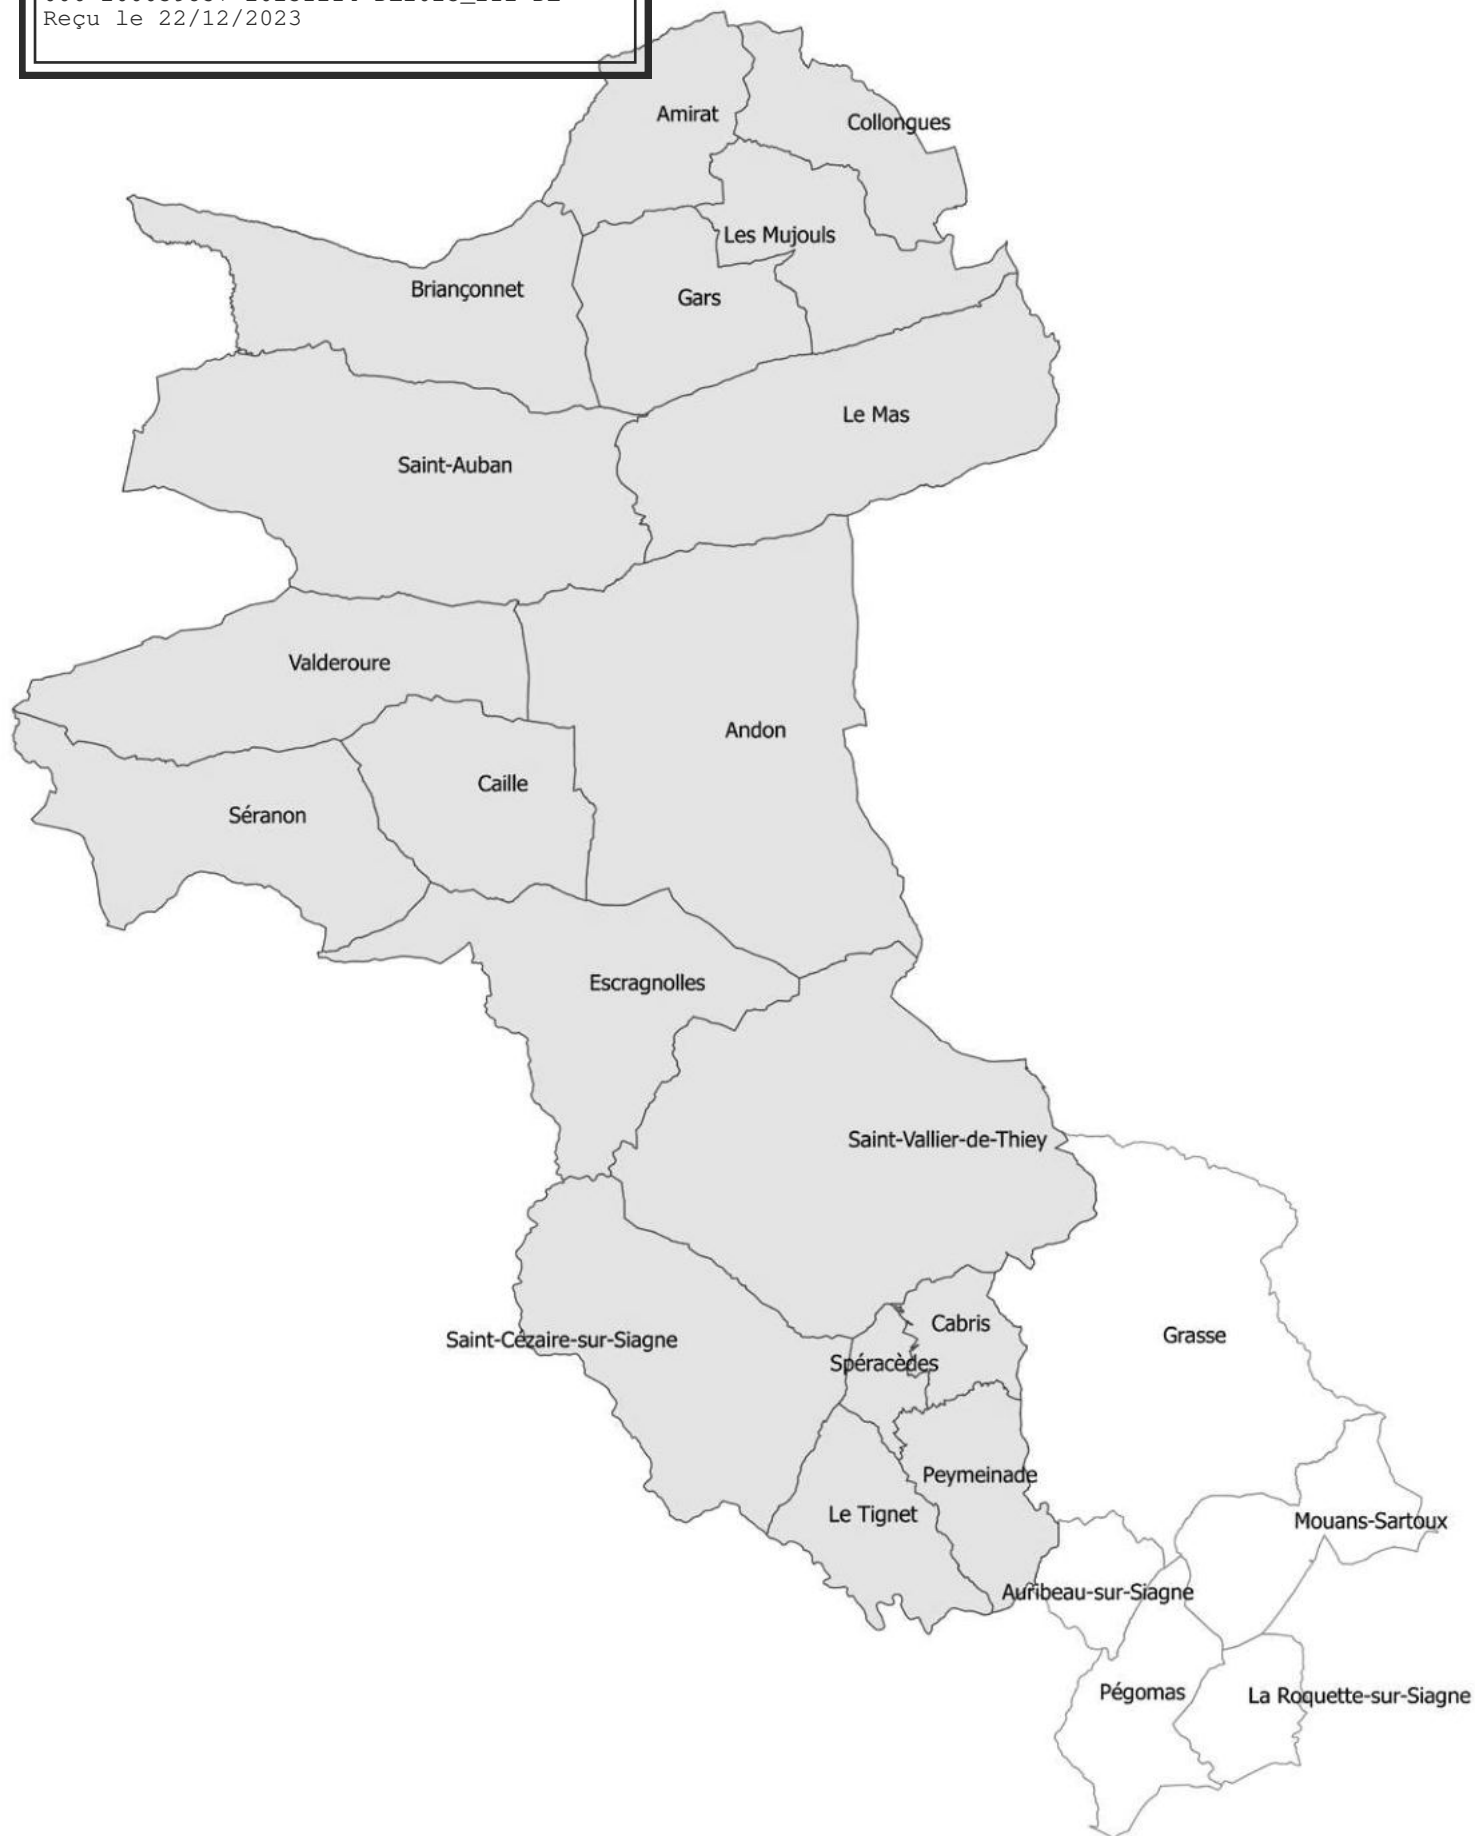 Reçu le 22/12/2023
Amirat
Collongues
Les Mujouls
Briançonnet
Gars
Le Mas
Saint-Auban
Valderoure
Andon
Caille
Séranon
Escragnolles
Saint-Vallier-de-Thiey
Cabris
Grasse
Saint-Cézaire-sur-Siagne
Spéracèdes
Peymeinade
Le Tignet
Mouans-Sartoux
Auribeau-sur-Siagne
Pégomas
La Roquette-sur-Siagne